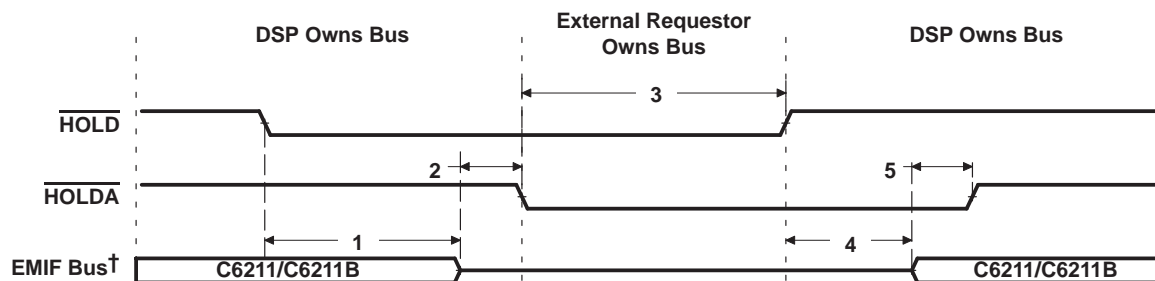 DSP Owns Bus
External Requestor
Owns Bus
DSP Owns Bus
3
HOLD
2
5
HOLDA
1
4
EMIF Bus†
C6211/C6211B
C6211/C6211B